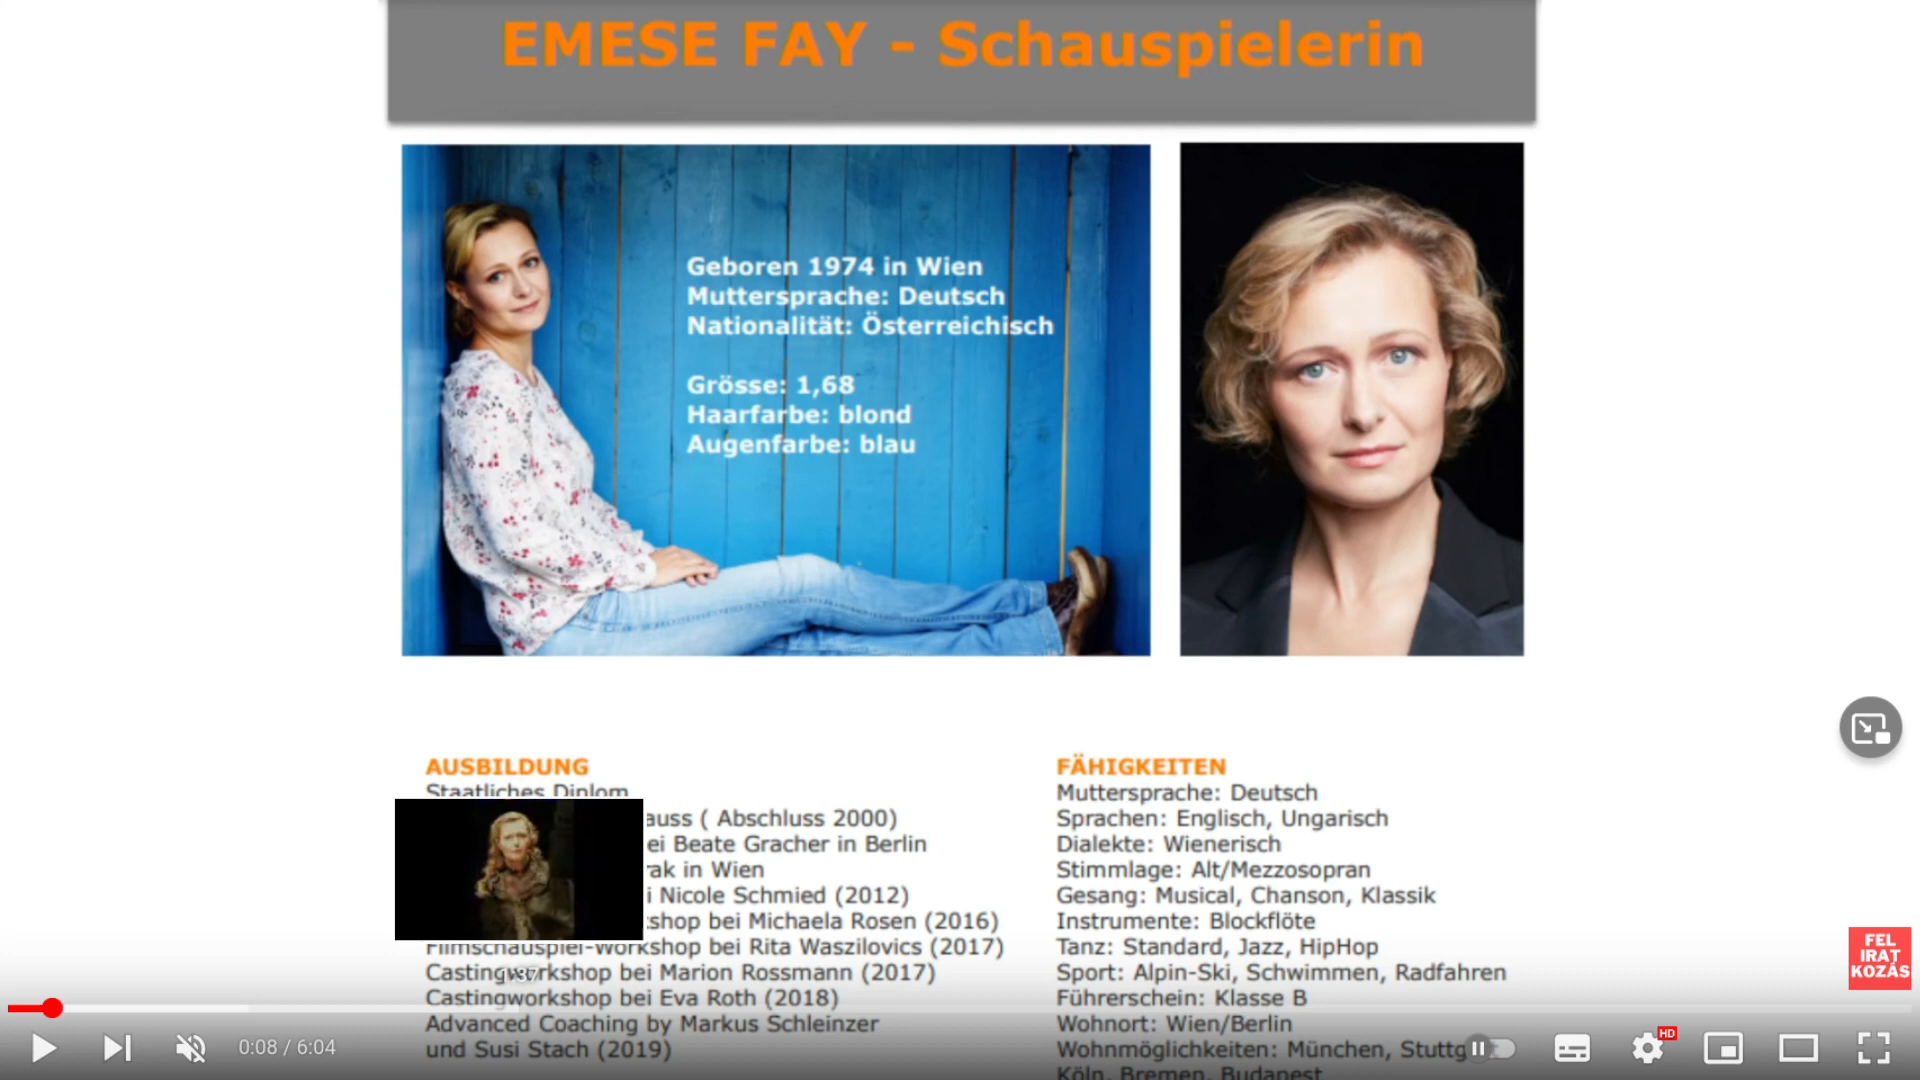 EMESE FAY - Schauspielerin
Geboren 1974 in Wien
Muttersprache: Deutsch
Nationalität: Österreichisch
Grösse: 1,68
Haarfarbe: blond
Augenfarbe: blau
AUSBILDUNG
Staatliches Diplom
auss ( Abschluss 2000)
ei Beate Gracher in Berlin
rak in Wien
i Nicole Schmied (2012)
shop bei Michaela Rosen (2016)
Filmschauspiel-Workshop bei Rita Waszilovics (2017)
Castingworkshop bei Marion Rossmann (2017)
Castingworkshop bei Eva Roth (2018)
Advanced Coaching by Markus Schleinzer
und Susi Stach (2019)
FÄHIGKEITEN
Muttersprache: Deutsch
Sprachen: Englisch, Ungarisch
Dialekte: Wienerisch
Stimmlage: Alt/Mezzosopran
Gesang: Musical, Chanson, Klassik
Instrumente: Blockflöte
Tanz: Standard, Jazz, HipHop
Sport: Alpin-Ski, Schwimmen, Radfahren
Führerschein: Klasse B
Wohnort: Wien/Berlin
Wohnmöglichkeiten: München, Stuttg
Köln, Bremen, Budapest
FEL
IRAT
KOZÁS
0:08 / 6:04
HD